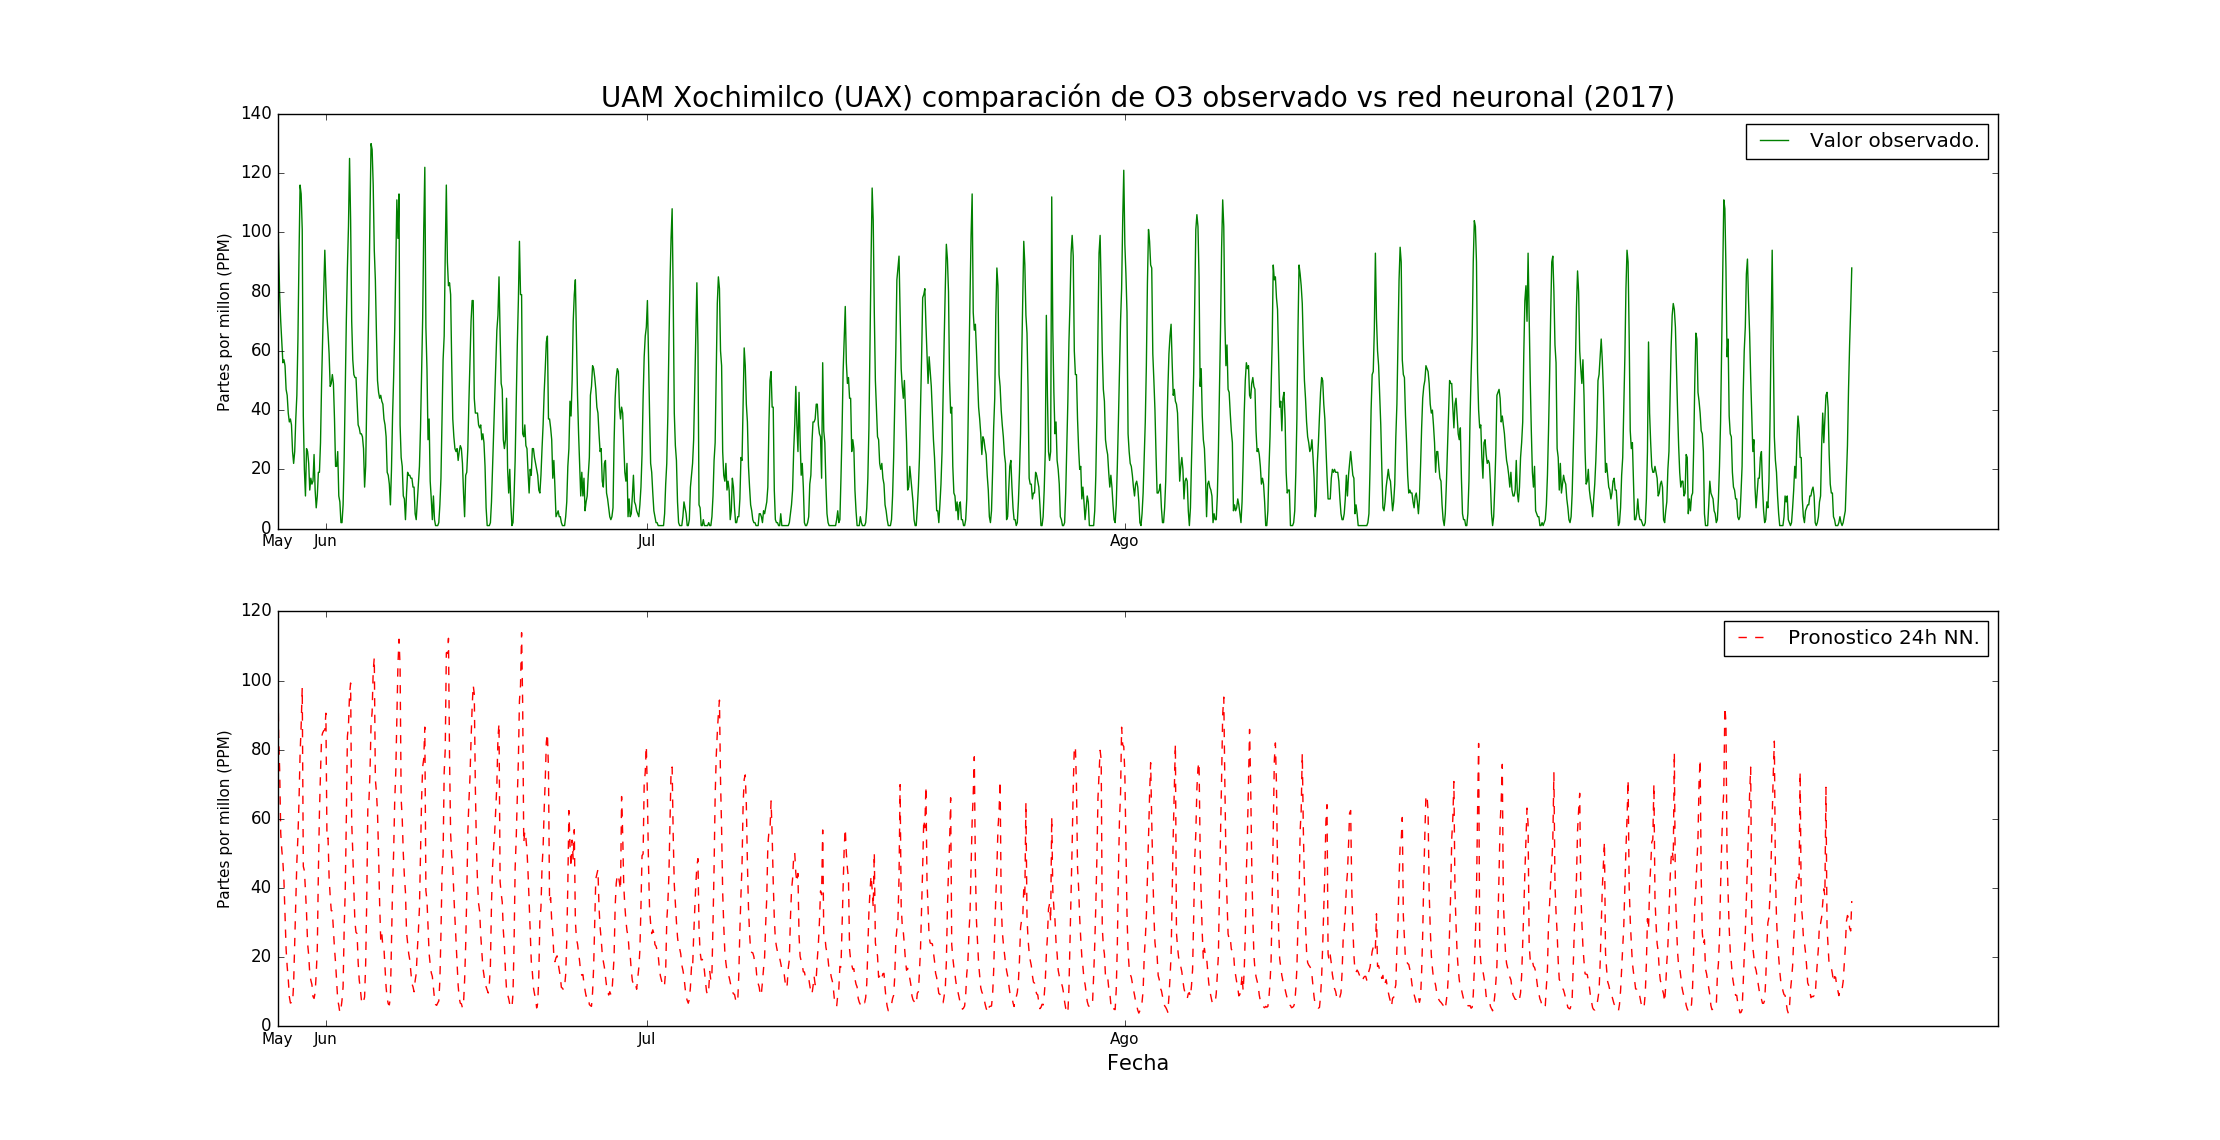 UAM Xochimilco (UAX) comparación de O3 observado vs red neuronal (2017)
140
120
100
80
60
40
20
0
Partes por millon (PPM)
Valor observado.
May Jun Jul Ago
120
100
80
60
40
20
0
Partes por millon (PPM)
Pronostico 24h NN.
May Jun Jul Ago
Fecha